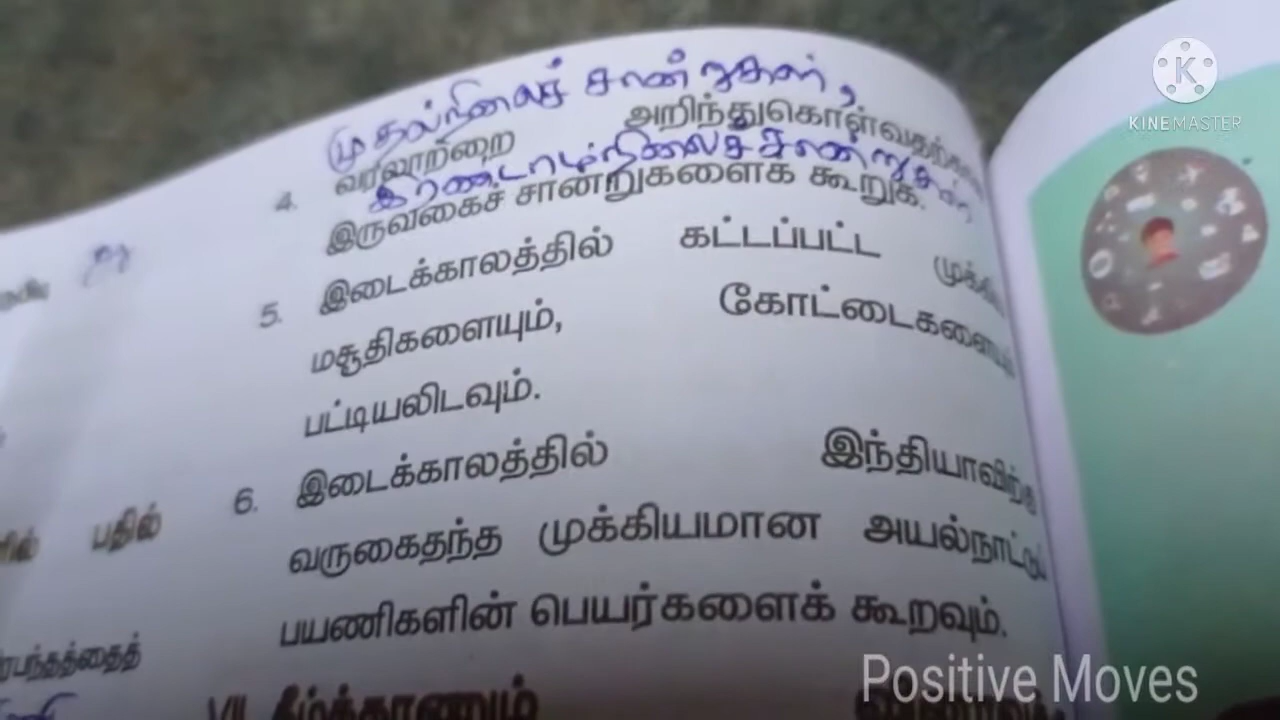 முதல்நிலைச் சான்றுகள்,
4. வரலாற்றை அறிந்துகொள்வதற்கான
இரண்டாம்நிலைச் சான்றுகள்
இருவகைச் சான்றுகளைக் கூறுக.
5. இடைக்காலத்தில் கட்டப்பட்ட
மசூதிகளையும், கோட்டைகளையும்
பட்டியலிடவும்.
6. இடைக்காலத்தில் இந்தியாவிற்கு
வருகைதந்த முக்கியமான அயல்நாட்டுப்
பயணிகளின் பெயர்களைக் கூறவும்.
பதில்
VII. கீழ்க்காணும்
KINEMASTER
Positive Moves